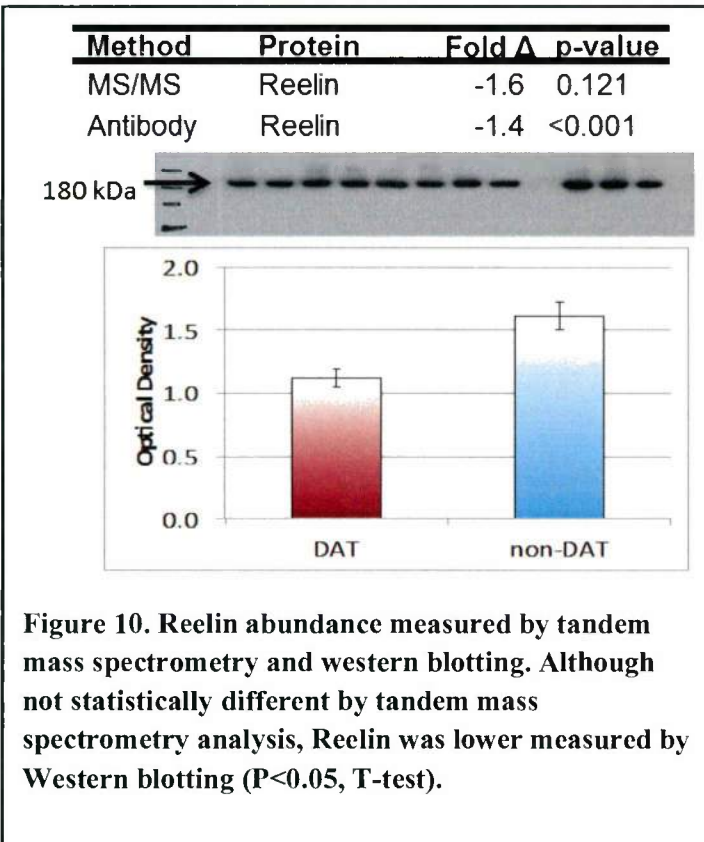 Method Protein Fold Δ p-value
MS/MS Reelin -1.6 0.121
Antibody Reelin -1.4 <0.001
180 kDa
2.0
1.5
1.0
0.5
0.0
Optical Density
DAT non-DAT
Figure 10. Reelin abundance measured by tandem
mass spectrometry and western blotting. Although
not statistically different by tandem mass
spectrometry analysis, Reelin was lower measured by
Western blotting (P<0.05, T-test).